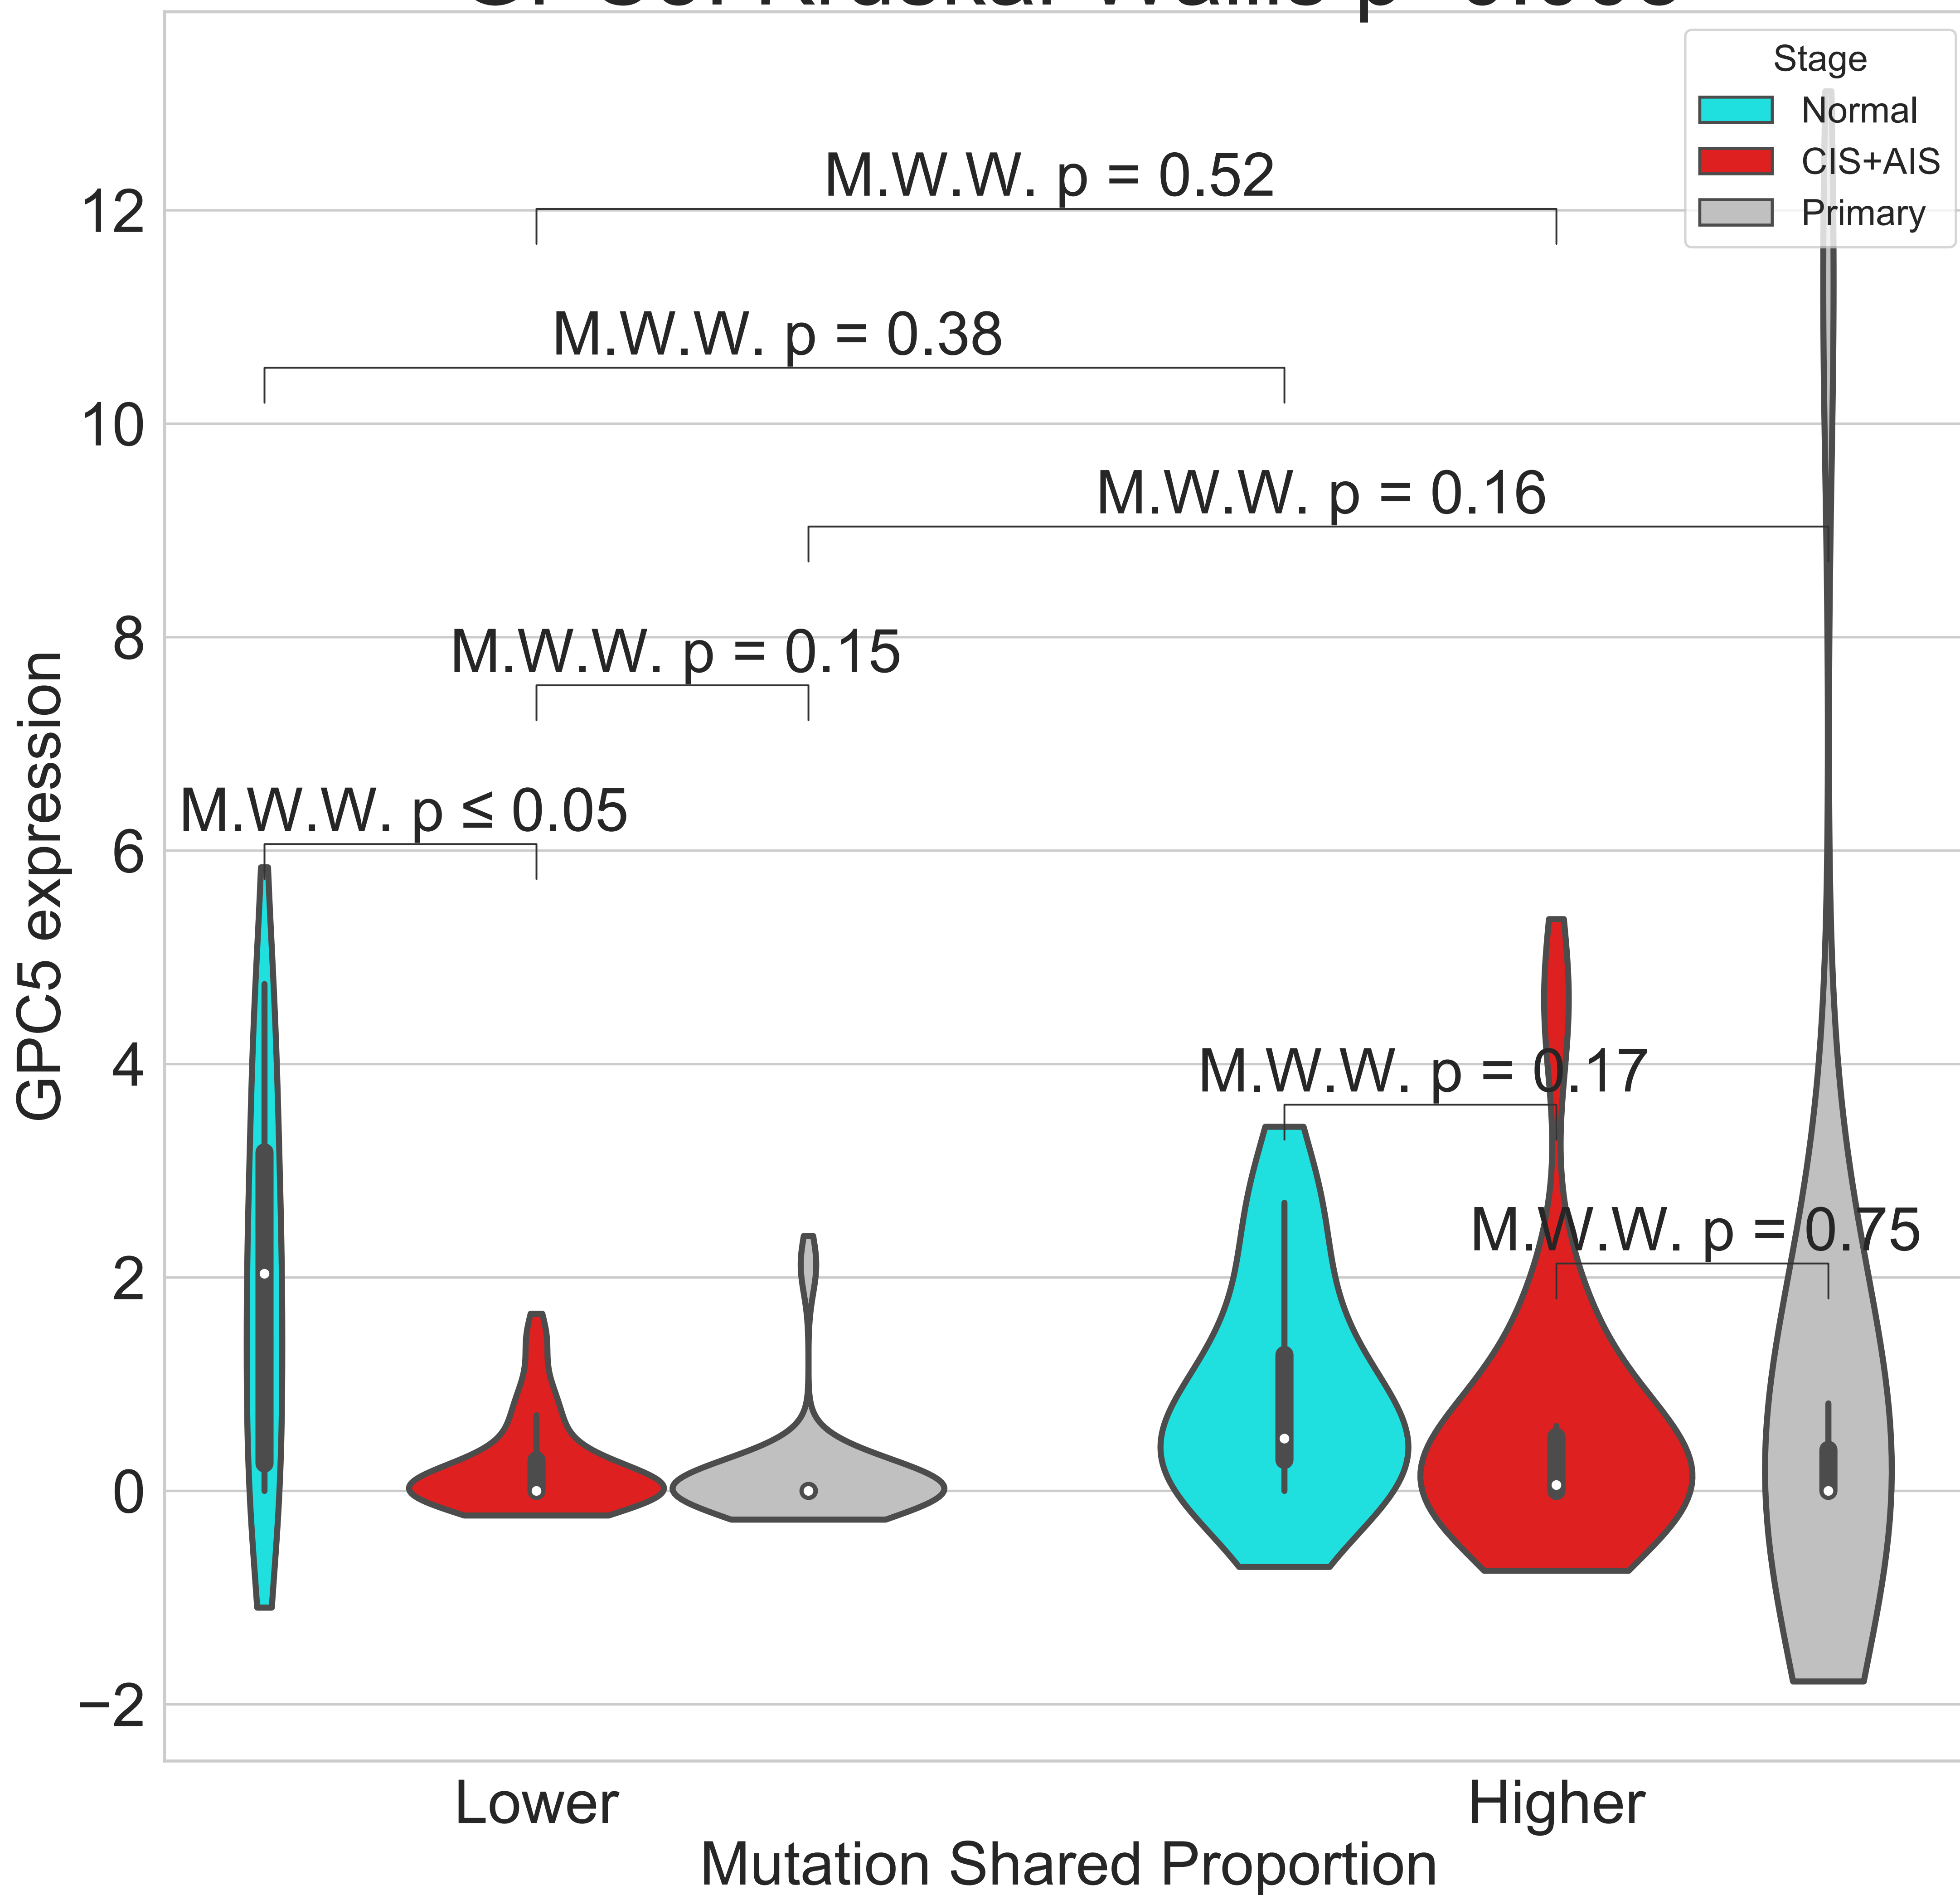 Stage
Normal
CIS+AIS
Primary
M.W.W. p = 0.52
M.W.W. p = 0.38
M.W.W. p = 0.16
M.W.W. p = 0.15
M.W.W. p ≤ 0.05
M.W.W. p = 0.17
M.W.W. p = 0.75
12
10
8
6
4
2
0
−2
GPC5 expression
Lower
Higher
Mutation Shared Proportion